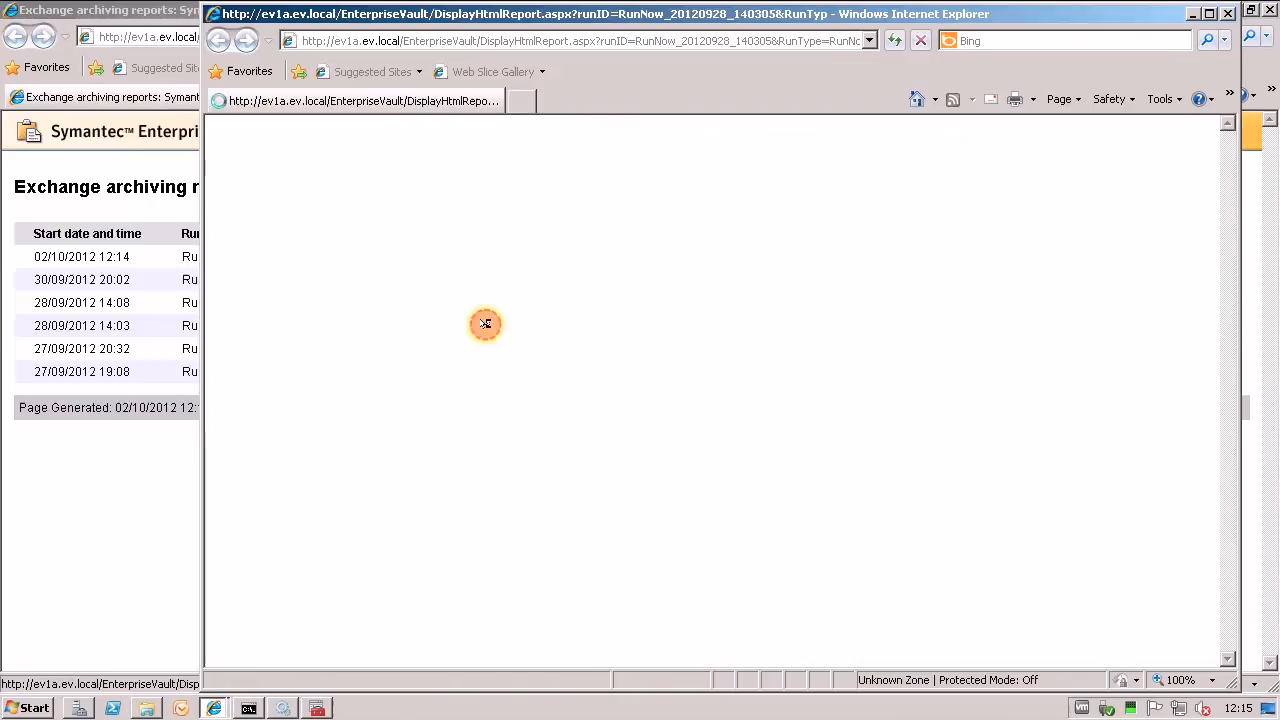 Exchange archiving reports: Sym
http://ev1a.ev.local/EnterpriseVault/DisplayHtmlReport.aspx?runID=RunNow_20120928_140305&RunTyp - Windows Internet Explorer
http://ev1a.ev.local
http://ev1a.ev.local/EnterpriseVault/DisplayHtmlReport.aspx?runID=RunNow_20120928_140305&RunType=RunNo
Bing
Favorites
Suggested
Favorites
Suggested Sites
Web Slice Gallery
Exchange archiving reports: Symant
http://ev1a.ev.local/EnterpriseVault/DisplayHtmlRepo...
Page
Safety
Tools
Symantec™ Enterpri
Exchange archiving r
Start date and time Ru
02/10/2012 12:14 Ru
30/09/2012 20:02 Ru
28/09/2012 14:08 Ru
28/09/2012 14:03 Ru
27/09/2012 20:32 Ru
27/09/2012 19:08 Ru
Page Generated: 02/10/2012 12:
http://ev1a.ev.local/EnterpriseVault/Disp
Unknown Zone | Protected Mode: Off
100%
Start
12:15